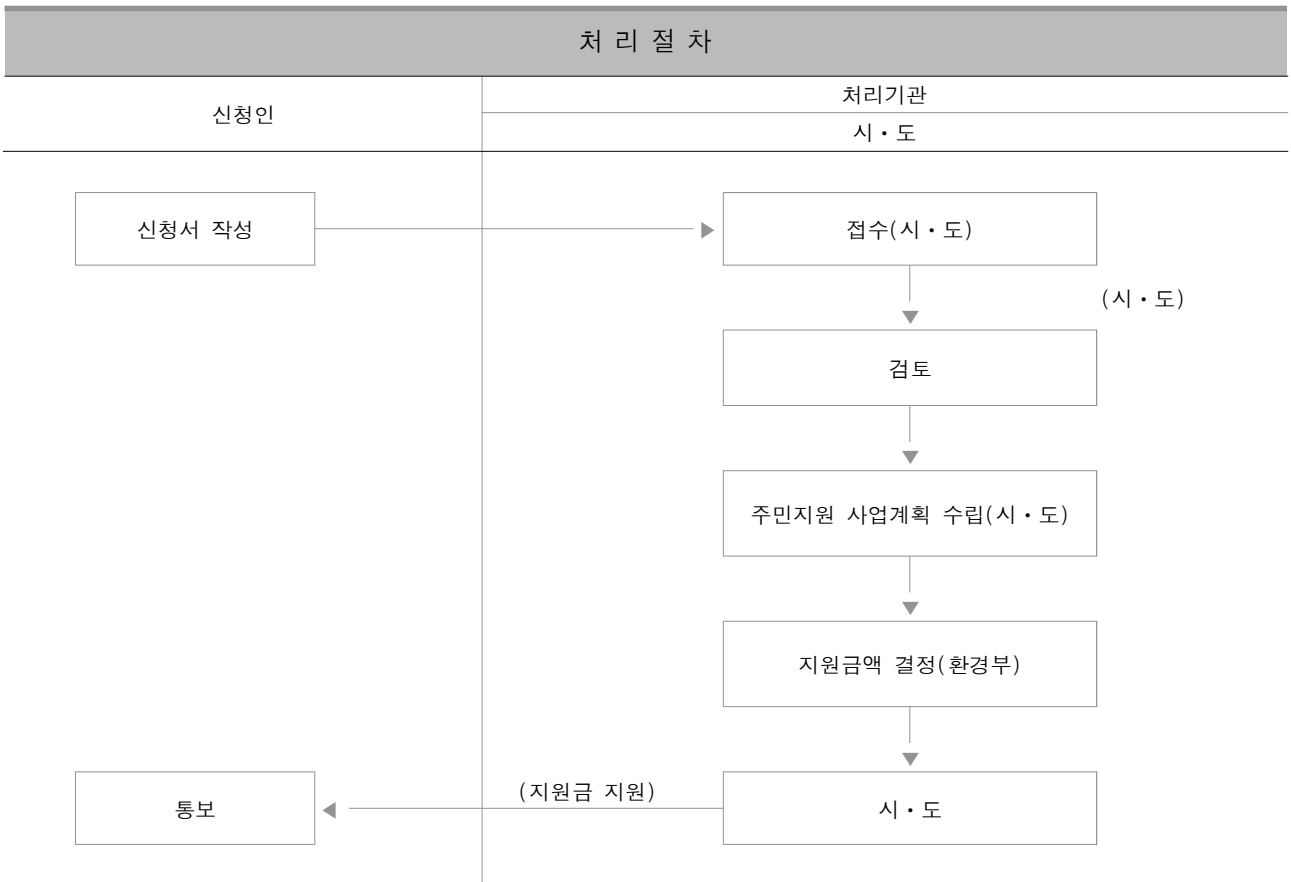 처 리 절 차
신청인
처리기관
시·도
신청서 작성
접수(시·도)
(시·도)
검토
주민지원 사업계획 수립(시·도)
지원금액 결정(환경부)
통보
(지원금 지원)
시·도